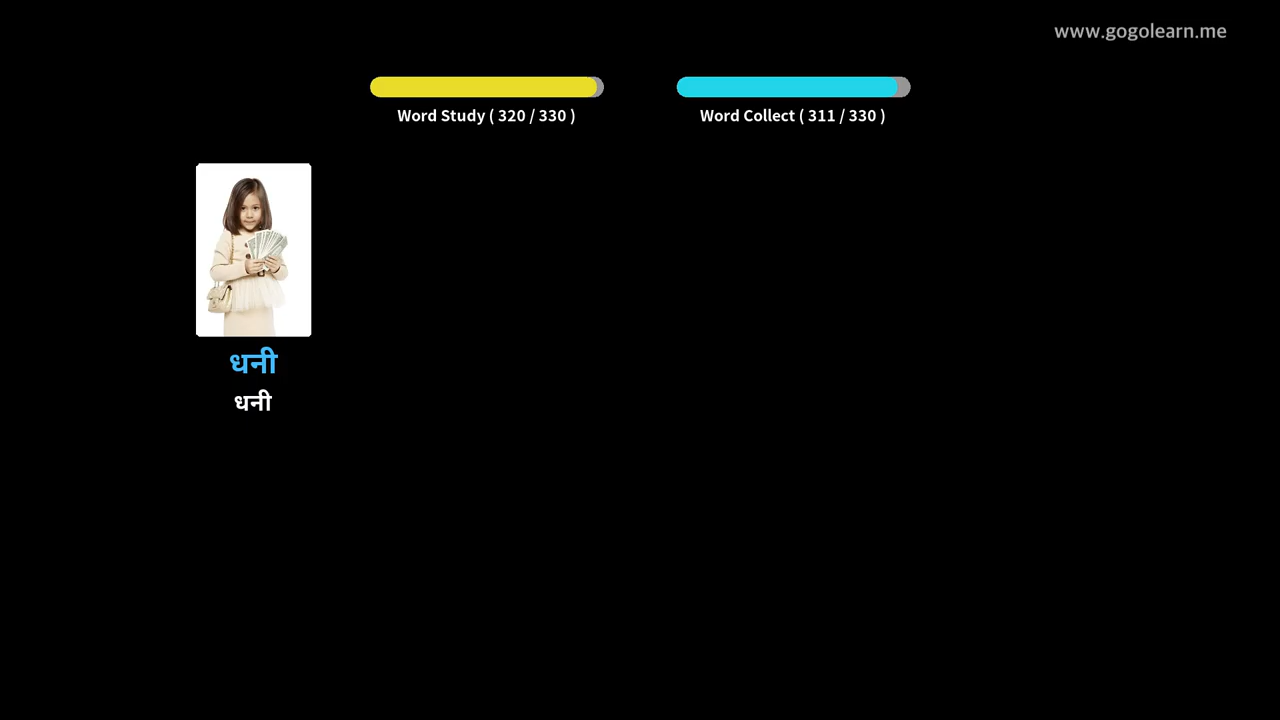 www.gogolearn.me
Word Study ( 320 / 330 )
Word Collect ( 311 / 330 )
धनी
धनी